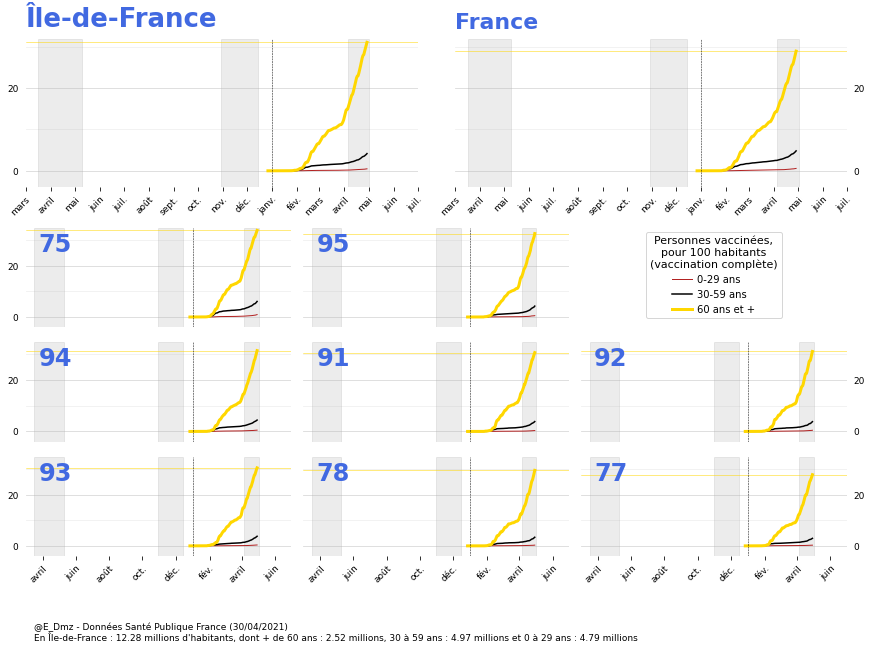 Île-de-France
France
20
0
20
0
mars avril mai juin juil. août sept. oct. nov. déc. janv. fév. mars avril mai juin juil.
mars avril mai juin juil. août sept. oct. nov. déc. janv. fév. mars avril mai juin juil.
75
95
20
0
Personnes vaccinées,
pour 100 habitants
(vaccination complète)
0-29 ans
30-59 ans
60 ans et +
94
91
92
20
0
20
0
93
78
77
20
0
20
0
avril juin août oct. déc. fév. avril juin
avril juin août oct. déc. fév. avril juin
avril juin août oct. déc. fév. avril juin
@E_Dmz - Données Santé Publique France (30/04/2021)
En Île-de-France : 12.28 millions d'habitants, dont + de 60 ans : 2.52 millions, 30 à 59 ans : 4.97 millions et 0 à 29 ans : 4.79 millions